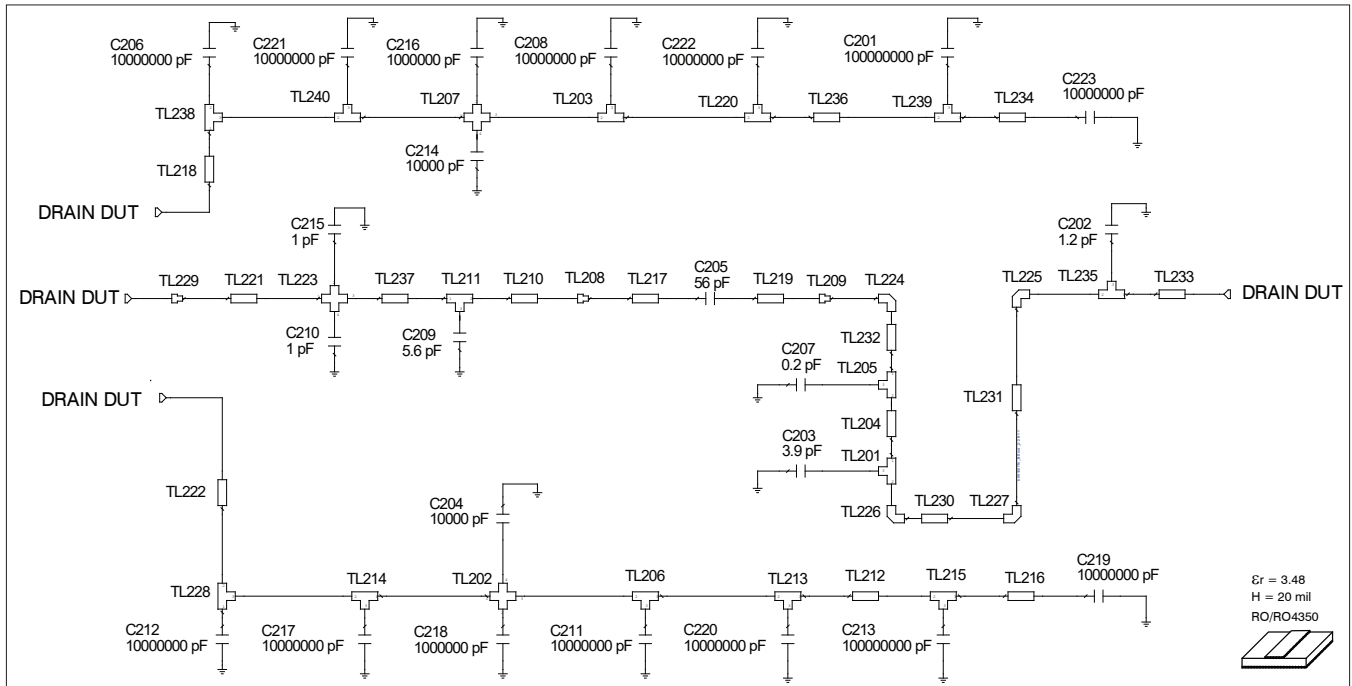 C206
10000000 pF
C221
10000000 pF
C216
1000000 pF
C208
10000000 pF
C222
10000000 pF
C201
100000000 pF
C223
10000000 pF
TL238
TL240
TL207
TL203
TL220
TL236
TL239
TL234
C214
10000 pF
TL218
DRAIN DUT
C215
1 pF
C202
1.2 pF
DRAIN DUT
TL229
TL221
TL223
TL237
TL211
TL210
TL208
TL217
C205
56 pF
TL219
TL209
TL224
TL225
TL235
TL233
DRAIN DUT
C210
1 pF
C209
5.6 pF
TL232
C207
0.2 pF
TL205
DRAIN DUT
TL231
TL204
C203
3.9 pF
TL201
TL222
C204
10000 pF
TL226
TL230
TL227
TL228
TL214
TL202
TL206
TL213
TL212
TL215
TL216
C219
10000000 pF
C212
10000000 pF
C217
10000000 pF
C218
1000000 pF
C211
10000000 pF
C220
10000000 pF
C213
100000000 pF
Ɛr = 3.48
H = 20 mil
RO/RO4350